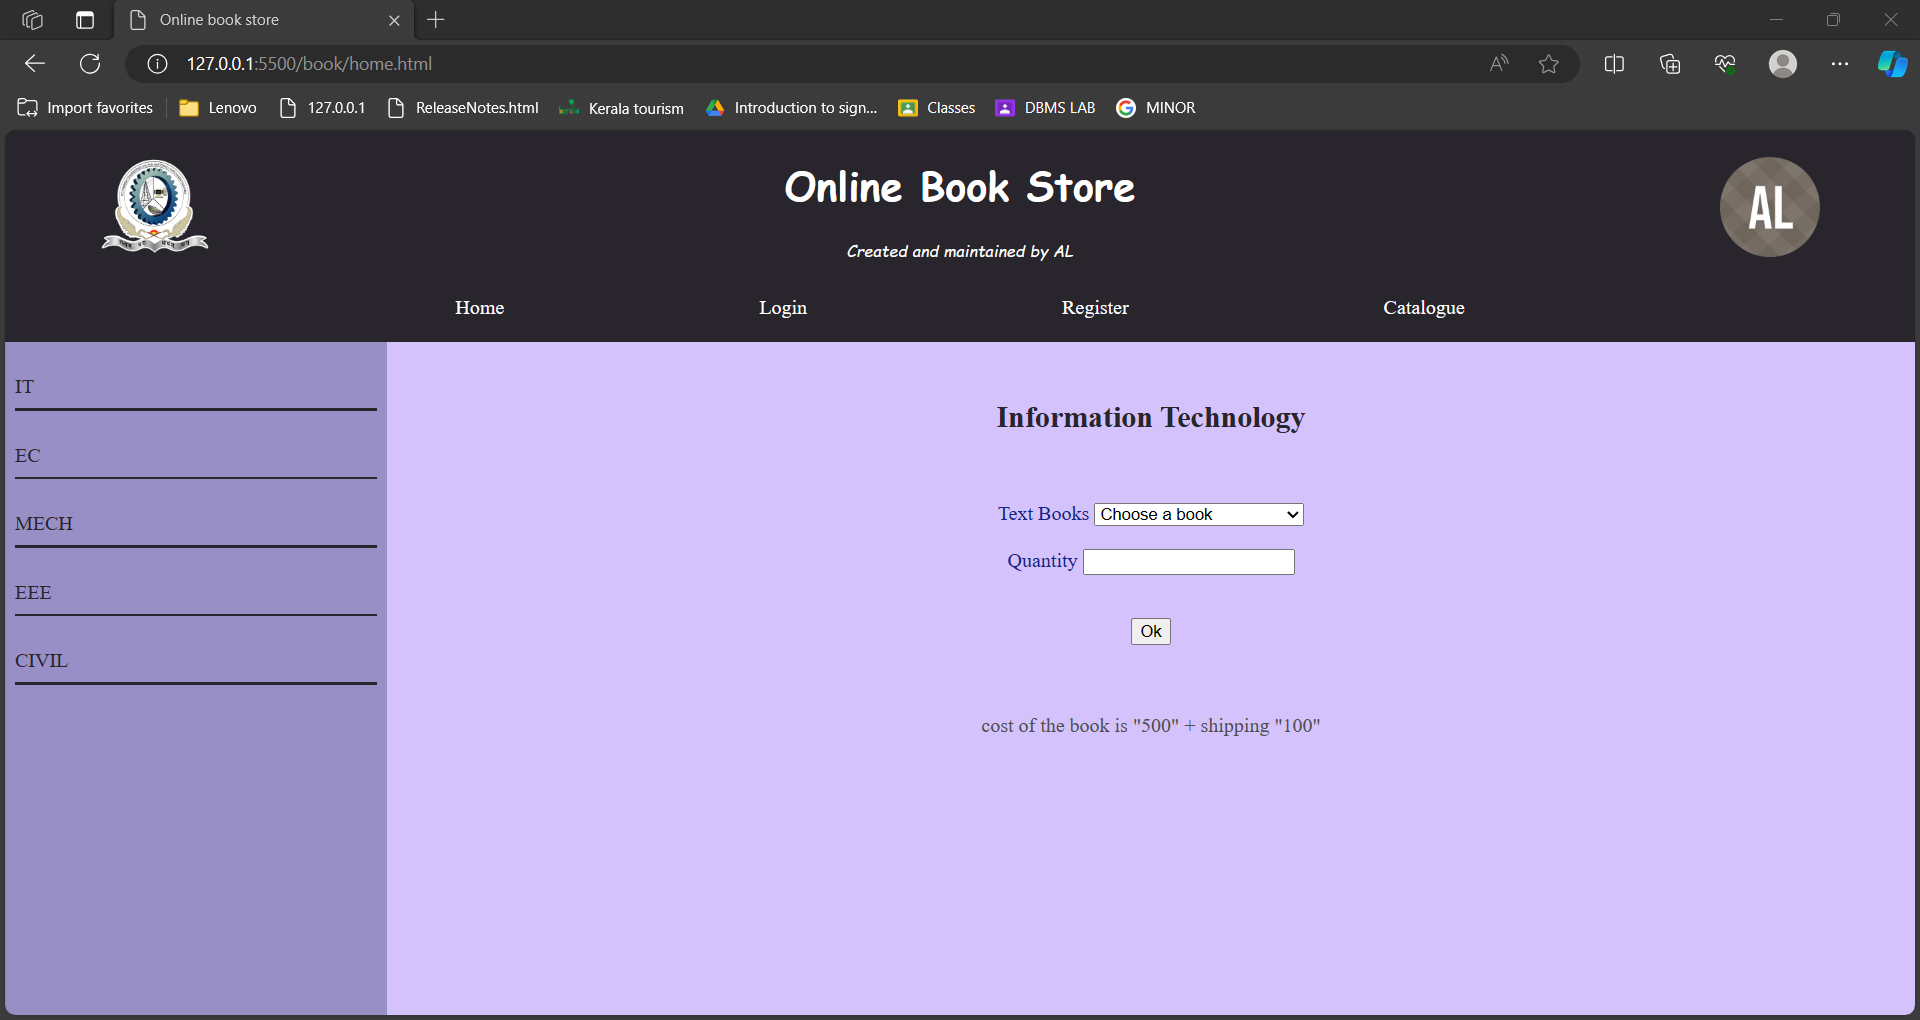 Online book store
127.0.0.1:5500/book/home.html
Import favorites
Lenovo
127.0.0.1
ReleaseNotes.html
Kerala tourism
Introduction to sign...
Classes
DBMS LAB
MINOR
Online Book Store
AL
Created and maintained by AL
Home
Login
Register
Catalogue
IT
EC
MECH
EEE
CIVIL
Information Technology
Text Books Choose a book
Quantity
Ok
cost of the book is "500" + shipping "100"